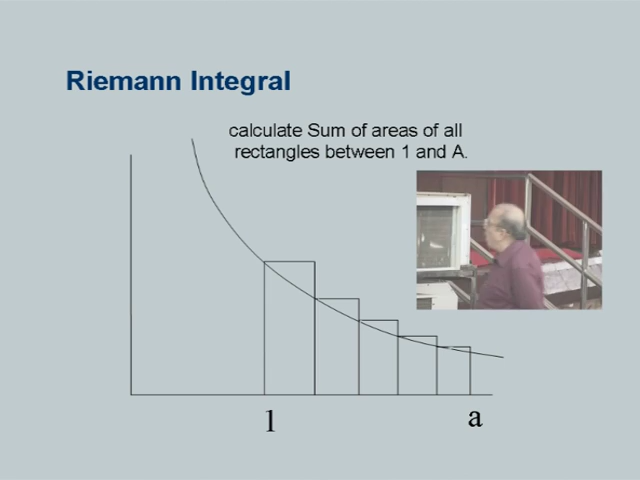 Riemann Integral
calculate Sum of areas of all
rectangles between 1 and A.
1
a